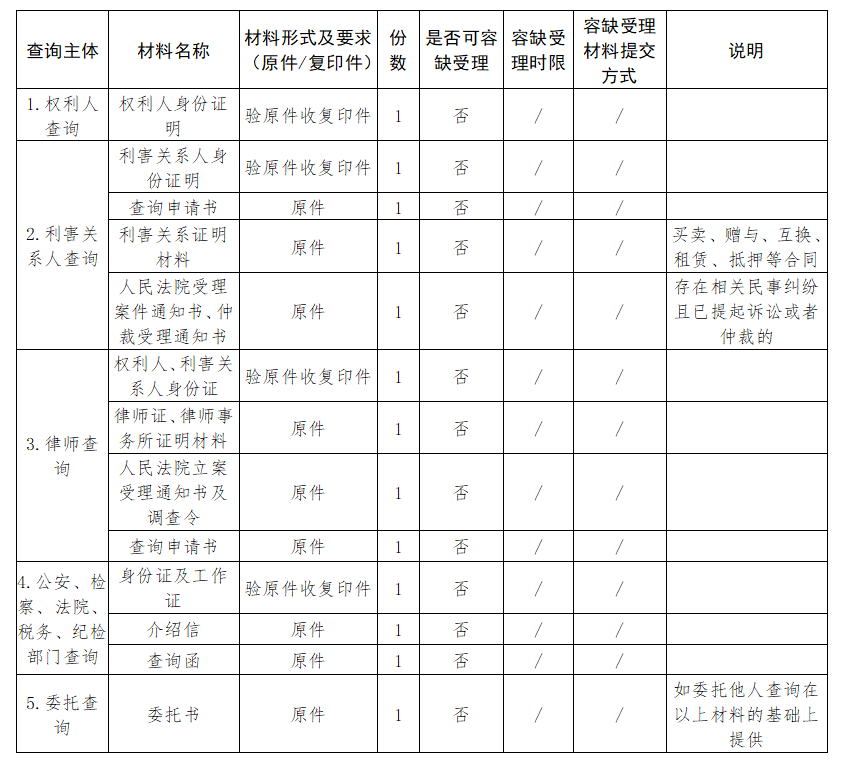 查询主体 材料名称 材料形式及要求（原件/复印件） 份数 是否可容缺受理 容缺受理时限 容缺受理材料提交方式 说明
1.权利人查询 权利人身份证明 验原件收复印件 1 否 / /
2.利害关系人查询 利害关系人身份证明 验原件收复印件 1 否 / /
查询申请书 原件 1 否 / /
利害关系证明材料 原件 1 否 / / 买卖、赠与、互换、租赁、抵押等合同
人民法院受理案件通知书、仲裁受理通知书 原件 1 否 / / 存在相关民事纠纷且已提起诉讼或者仲裁的
3.律师查询 权利人、利害关系人身份证 验原件收复印件 1 否 / /
律师证、律师事务所证明材料 原件 1 否 / /
人民法院立案受理通知书及调查令 原件 1 否 / /
查询申请书 原件 1 否 / /
4.公安、检察、法院、税务、纪检部门查询 身份证及工作证 验原件收复印件 1 否 / /
介绍信 原件 1 否 / /
查询函 原件 1 否 / /
5.委托查询 委托书 原件 1 否 / / 如委托他人查询在以上材料的基础上提供